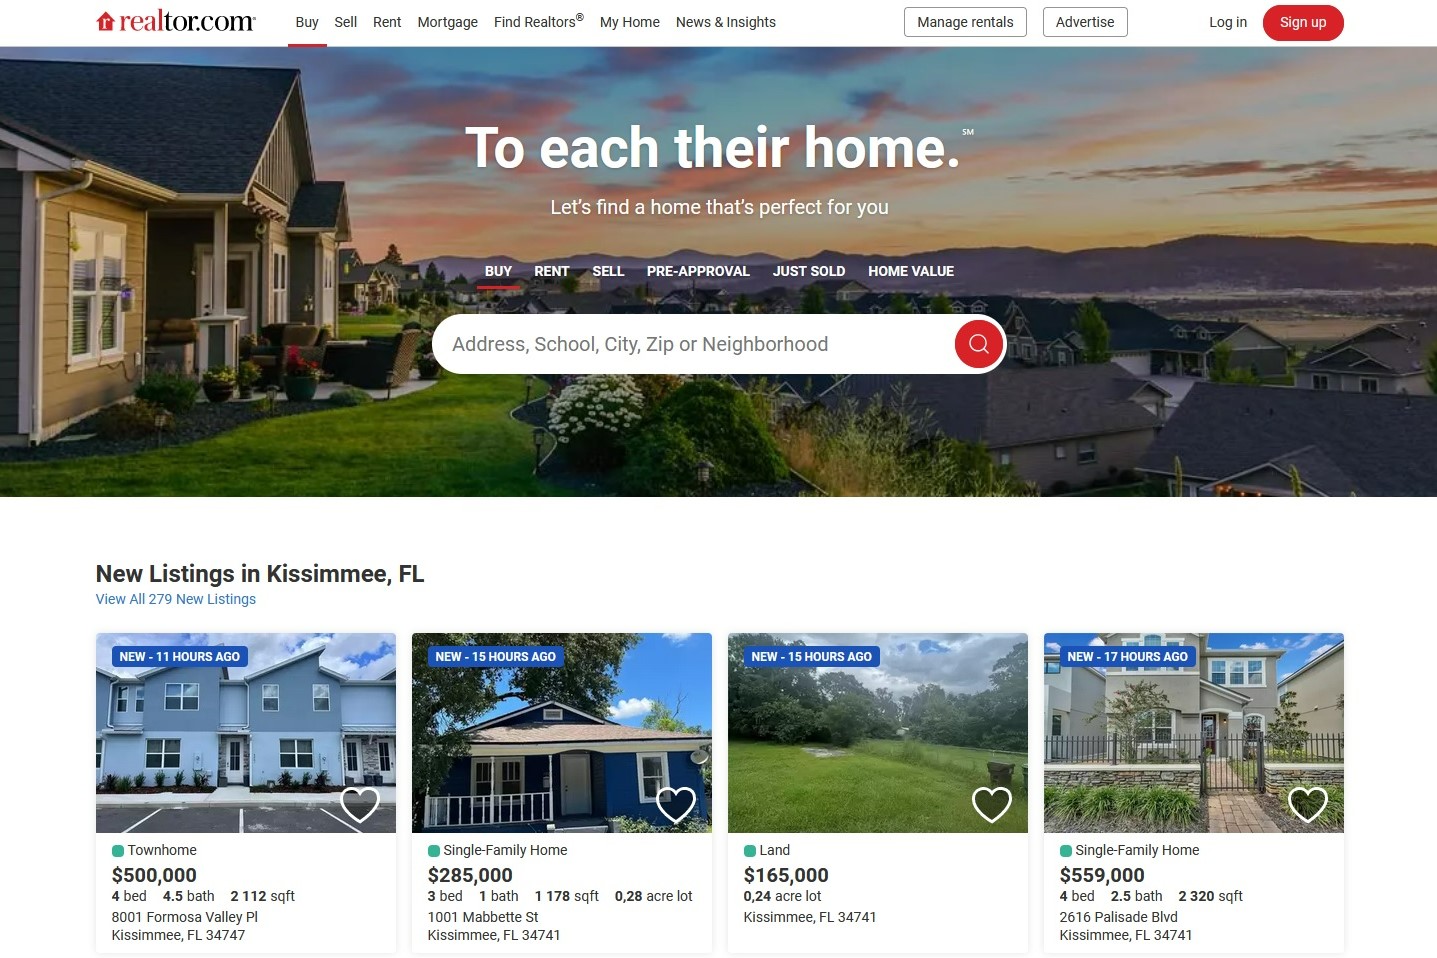 realtor.com®
Buy Sell Rent Mortgage Find Realtors® My Home News & Insights
Manage rentals Advertise
Log in Sign up
To each their home.℠
Let’s find a home that’s perfect for you
BUY RENT SELL PRE-APPROVAL JUST SOLD HOME VALUE
Address, School, City, Zip or Neighborhood
New Listings in Kissimmee, FL
View All 279 New Listings
NEW - 11 HOURS AGO
Townhome
$500,000
4 bed 4.5 bath 2 112 sqft
8001 Formosa Valley Pl
Kissimmee, FL 34747
NEW - 15 HOURS AGO
Single-Family Home
$285,000
3 bed 1 bath 1 178 sqft 0,28 acre lot
1001 Mabbette St
Kissimmee, FL 34741
NEW - 15 HOURS AGO
Land
$165,000
0,24 acre lot
Kissimmee, FL 34741
NEW - 17 HOURS AGO
Single-Family Home
$559,000
4 bed 2.5 bath 2 320 sqft
2616 Palisade Blvd
Kissimmee, FL 34741